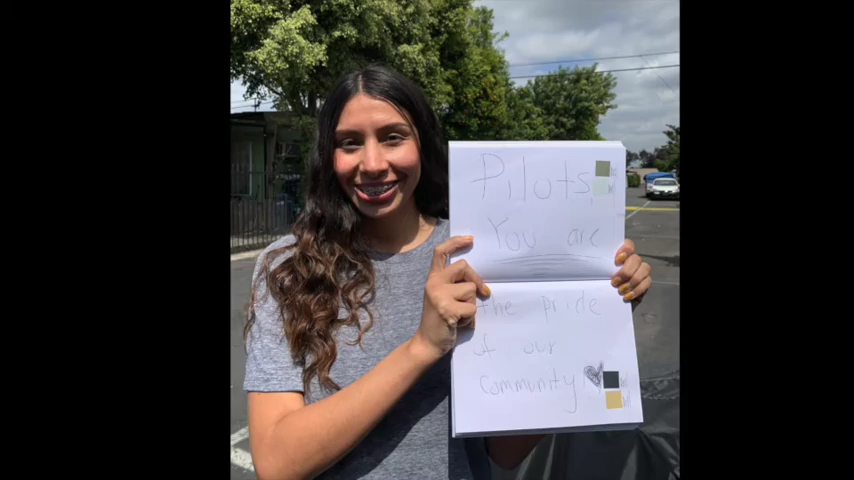 Pilots,
You are
the pride
of our
community!